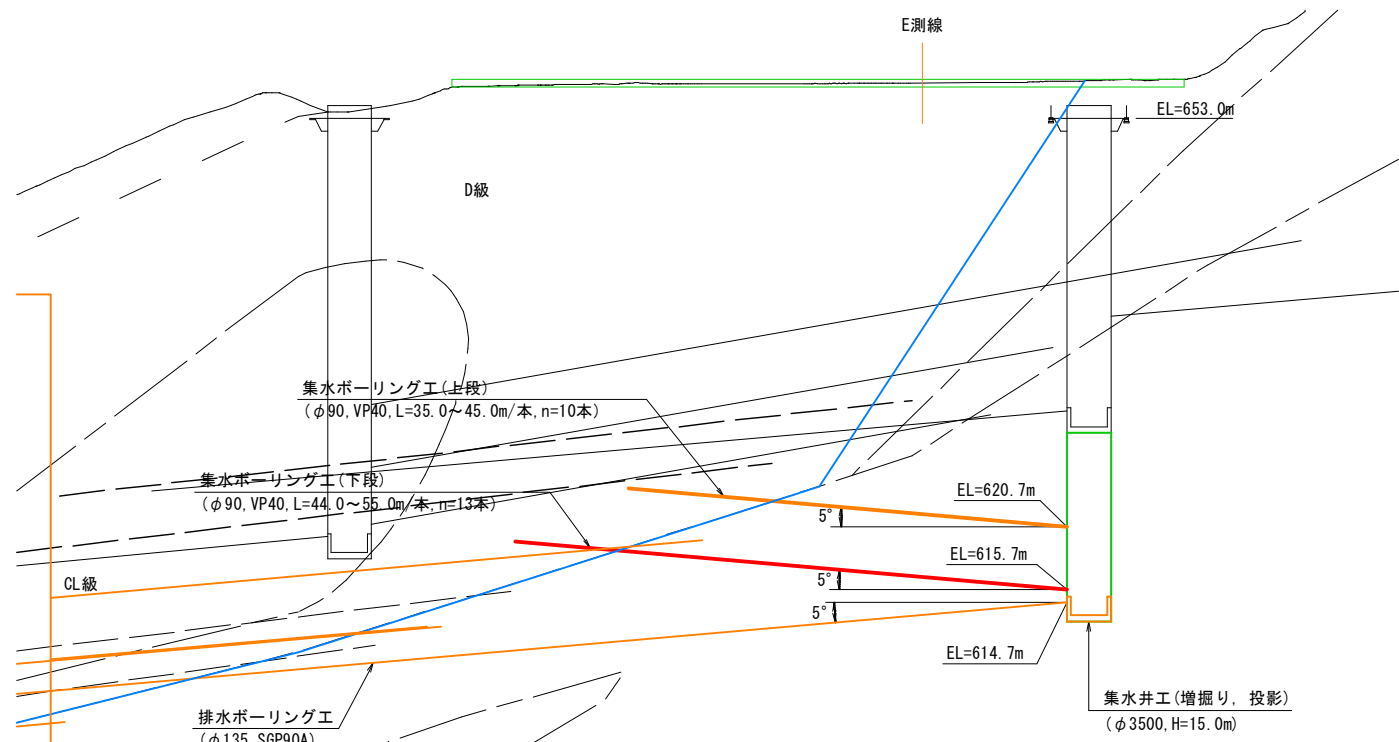 E測線
EL=653.0m
D級
集水ボーリング工(上段)
(φ90,VP40,L=35.0～45.0m/本,n=10本)
集水ボーリング工(下段)
(φ90,VP40,L=44.0～55.0m/本,n=13本)
EL=620.7m
5°
EL=615.7m
5°
CL級
5°
EL=614.7m
集水井工(増掘り, 投影)
(φ3500,H=15.0m)
排水ボーリング工
(φ135,SGP90A)